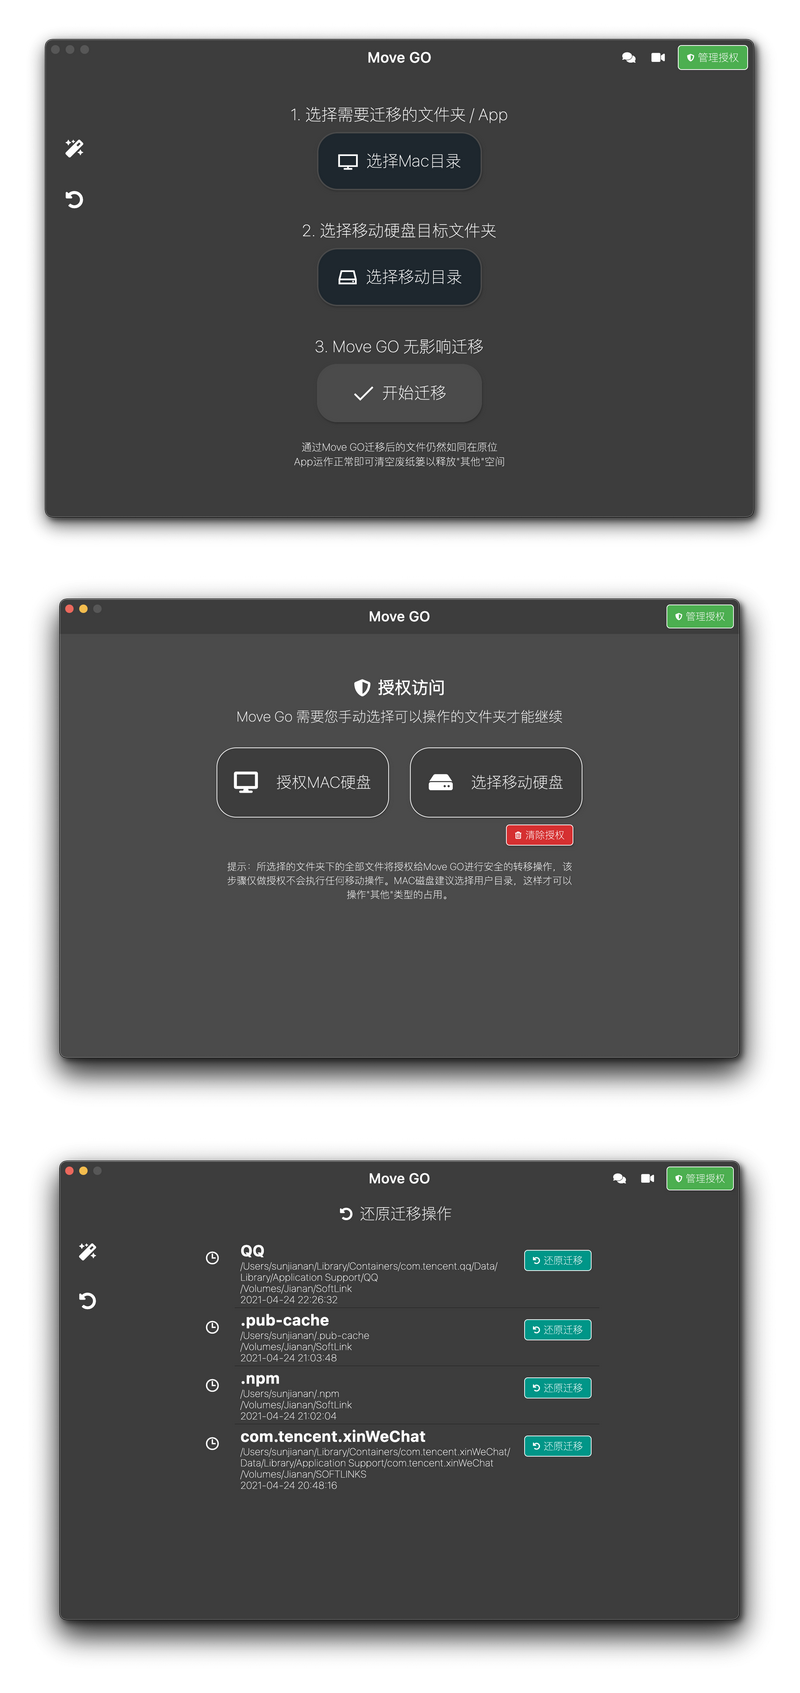 Move GO
管理授权
1. 选择需要迁移的文件夹 / App
选择Mac目录
2. 选择移动硬盘目标文件夹
选择移动目录
3. Move GO 无影响迁移
开始迁移
通过Move GO迁移后的文件仍然如同在原位
App运作正常即可清空废纸篓以释放"其他"空间
Move GO
管理授权
授权访问
Move Go 需要您手动选择可以操作的文件夹才能继续
授权MAC硬盘
选择移动硬盘
清除授权
提示：所选择的文件夹下的全部文件将授权给Move GO进行安全的转移操作，该
步骤仅做授权不会执行任何移动操作。MAC磁盘建议选择用户目录，这样才可以
操作"其他"类型的占用。
Move GO
管理授权
还原迁移操作
QQ
/Users/sunjianan/Library/Containers/com.tencent.qq/Data/
Library/Application Support/QQ
/Volumes/Jianan/SoftLink
2021-04-24 22:26:32
还原迁移
.pub-cache
/Users/sunjianan/.pub-cache
/Volumes/Jianan/SoftLink
2021-04-24 21:03:48
还原迁移
.npm
/Users/sunjianan/.npm
/Volumes/Jianan/SoftLink
2021-04-24 21:02:04
还原迁移
com.tencent.xinWeChat
/Users/sunjianan/Library/Containers/com.tencent.xinWeChat/
Data/Library/Application Support/com.tencent.xinWeChat
/Volumes/Jianan/SOFTLINKS
2021-04-24 20:48:16
还原迁移